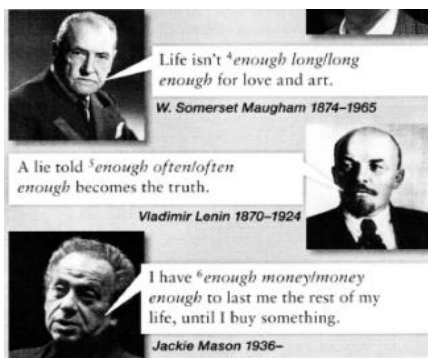 Life isn't ⁴enough long/long
enough for love and art.
W. Somerset Maugham 1874–1965
A lie told ⁵enough often/often
enough becomes the truth.
Vladimir Lenin 1870–1924
I have ⁶enough money/money
enough to last me the rest of my
life, until I buy something.
Jackie Mason 1936–